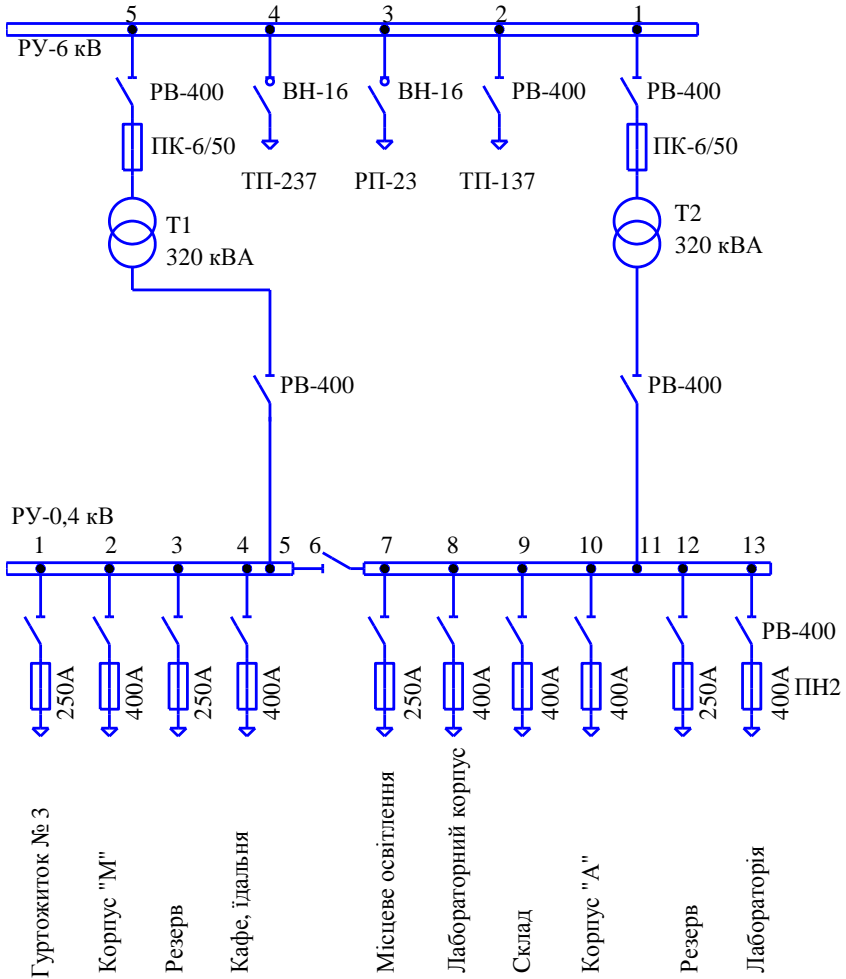 5 4 3 2 1
РУ-6 кВ
РВ-400 ВН-16 ВН-16 РВ-400 РВ-400
ПК-6/50 ПК-6/50
ТП-237 РП-23 ТП-137
Т1 Т2
320 кВА 320 кВА
РВ-400 РВ-400
РУ-0,4 кВ
1 2 3 4 5 6 7 8 9 10 11 12 13
РВ-400
250А 400А 250А 400А 250А 400А 400А 400А 250А 400А ПН2
Гуртожиток № 3
Корпус "М"
Резерв
Кафе, їдальня
Місцеве освітлення
Лабораторний корпус
Склад
Корпус "А"
Резерв
Лабораторія